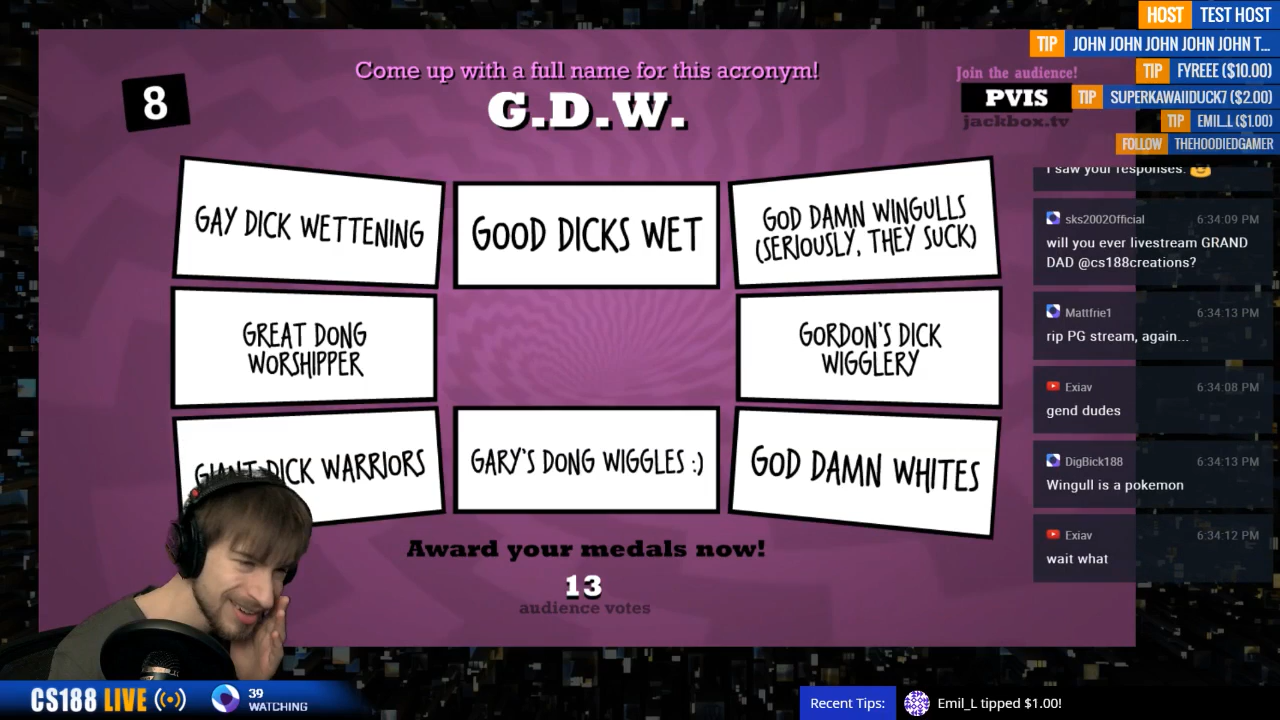 HOST TEST HOST
TIP JOHN JOHN JOHN JOHN JOHN T...
TIP FYREEE ($10.00)
TIP SUPERKAWAIIDUCK7 ($2.00)
TIP EMIL_L ($1.00)
FOLLOW THEHOODIEDGAMER
8
Come up with a full name for this acronym!
G.D.W.
Join the audience!
PVIS
jackbox.tv
GAY DICK WETTENING
GOOD DICKS WET
GOD DAMN WINGULLS
(SERIOUSLY, THEY SUCK)
GREAT DONG
WORSHIPPER
GORDON'S DICK
WIGGLERY
GIANT DICK WARRIORS
GARY'S DONG WIGGLES :)
GOD DAMN WHITES
Award your medals now!
13
audience votes
I saw your responses.
sks2002Official 6:34:09 PM
will you ever livestream GRAND
DAD @cs188creations?
Mattfrie1 6:34:13 PM
rip PG stream, again...
Exiav 6:34:08 PM
gend dudes
DigBick188 6:34:13 PM
Wingull is a pokemon
Exiav 6:34:12 PM
wait what
CS188 LIVE
39
WATCHING
Recent Tips: Emil_L tipped $1.00!